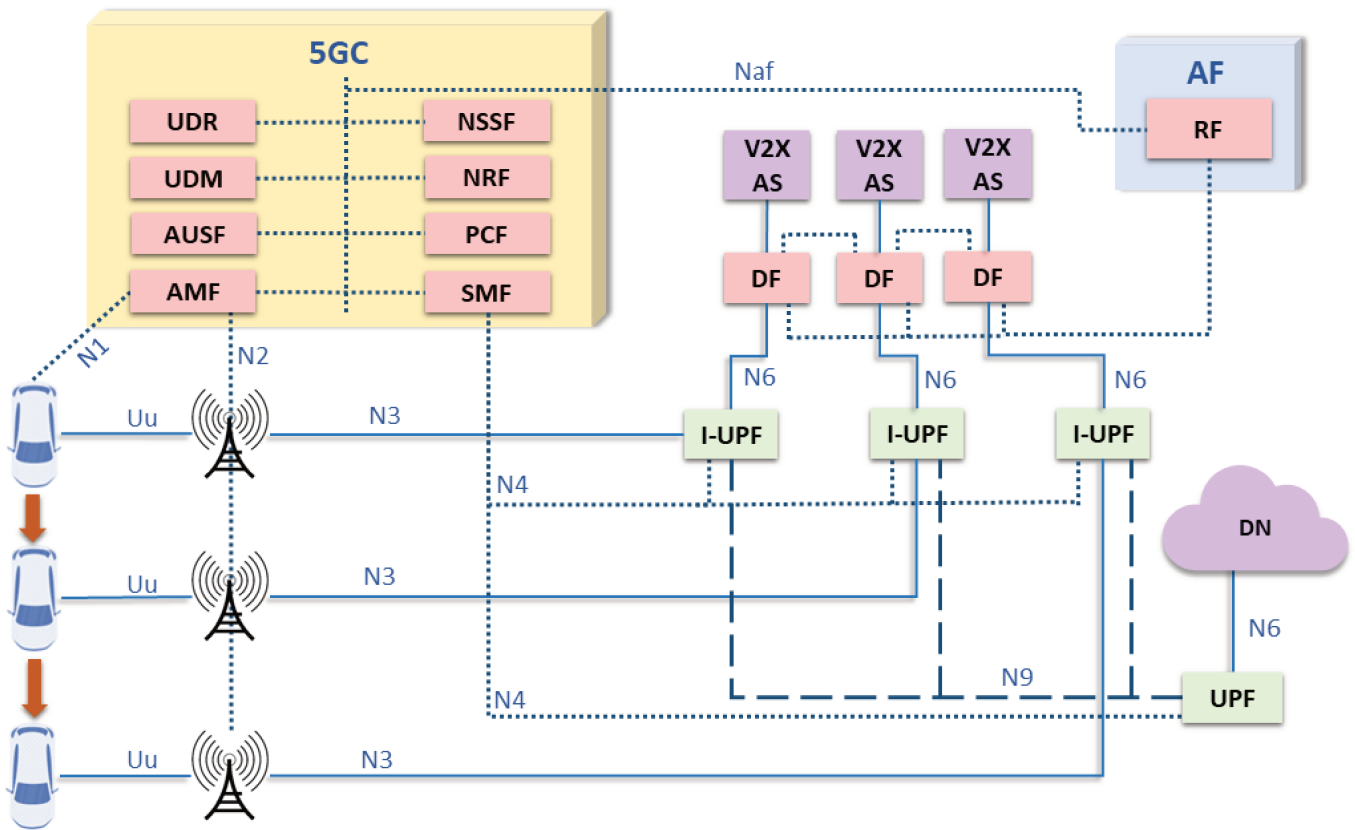 5GC
Naf
AF
UDR
NSSF
RF
V2X
AS
V2X
AS
V2X
AS
UDM
NRF
AUSF
PCF
DF
DF
DF
AMF
SMF
N1
N2
N6
N6
N6
Uu
N3
I-UPF
I-UPF
I-UPF
N4
DN
Uu
N3
N6
N9
N4
UPF
Uu
N3